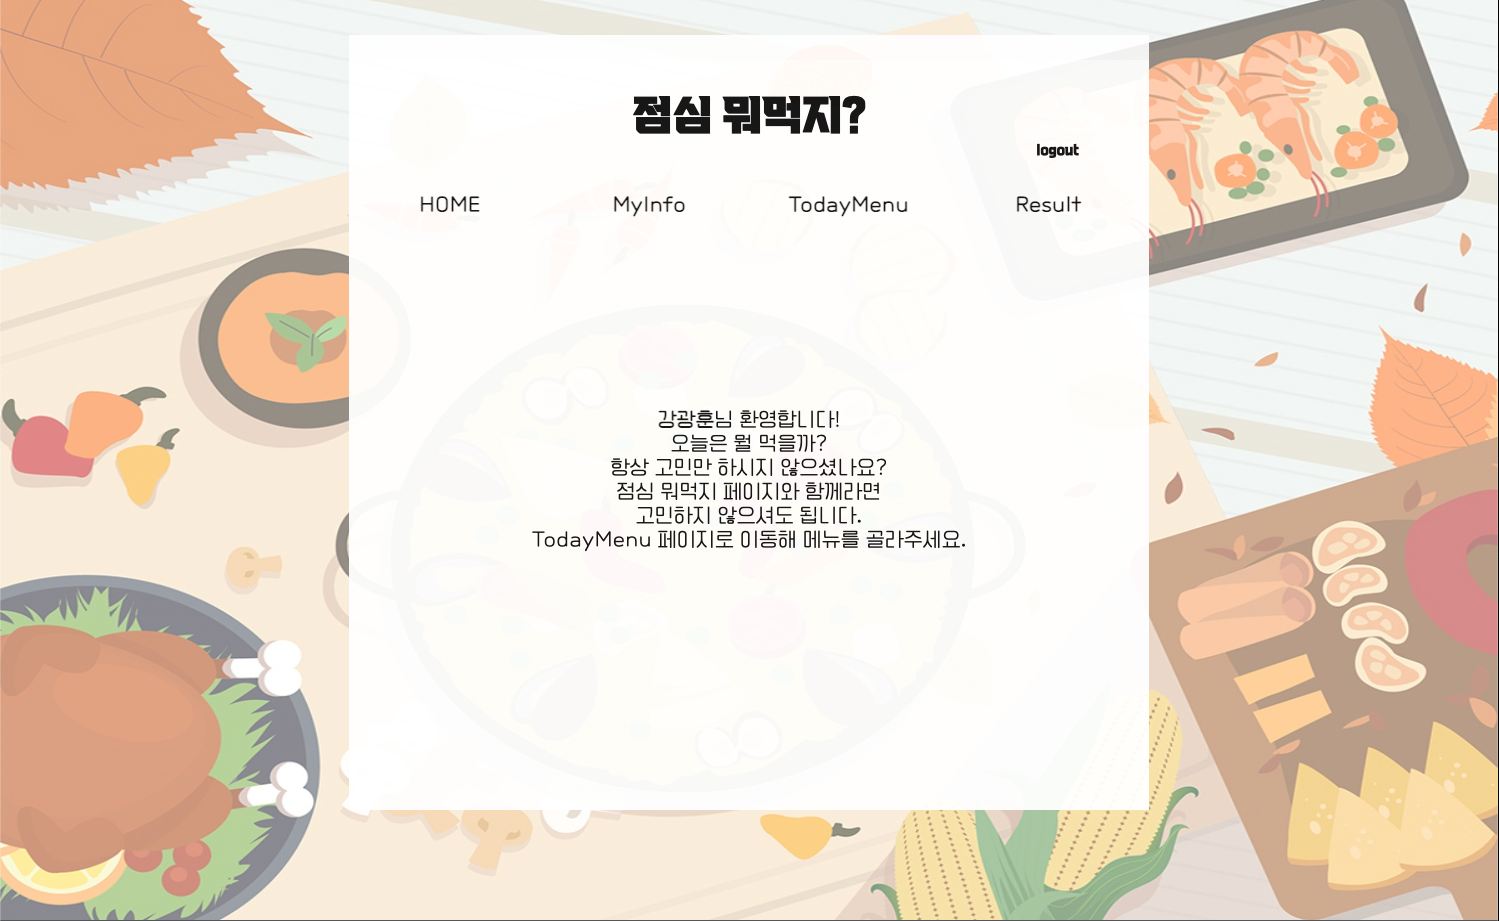 점심 뭐먹지?
logout
HOME MyInfo TodayMenu Result
강광훈님 환영합니다!
오늘은 뭘 먹을까?
항상 고민만 하시지 않으셨나요?
점심 뭐먹지 페이지와 함께라면
고민하지 않으셔도 됩니다.
TodayMenu 페이지로 이동해 메뉴를 골라주세요.